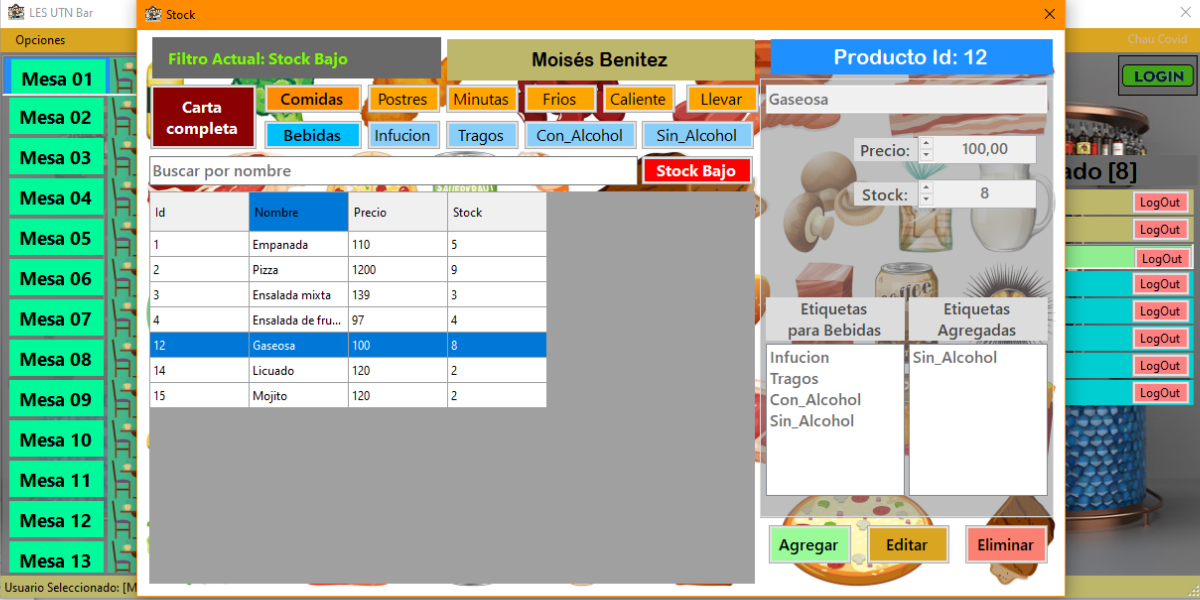 LES UTN Bar
Opciones
Chau Covid
Mesa 01
Mesa 02
Mesa 03
Mesa 04
Mesa 05
Mesa 06
Mesa 07
Mesa 08
Mesa 09
Mesa 10
Mesa 11
Mesa 12
Mesa 13
Usuario Seleccionado: [M
Stock
Filtro Actual: Stock Bajo
Moisés Benitez
Carta
completa
Comidas Postres Minutas Frios Caliente Llevar
Bebidas Infucion Tragos Con_Alcohol Sin_Alcohol
Buscar por nombre
Stock Bajo
Id Nombre Precio Stock
1 Empanada 110 5
2 Pizza 1200 9
3 Ensalada mixta 139 3
4 Ensalada de fru... 97 4
12 Gaseosa 100 8
14 Licuado 120 2
15 Mojito 120 2
Producto Id: 12
Gaseosa
Precio: 100,00
Stock: 8
Etiquetas
para Bebidas
Infucion
Tragos
Con_Alcohol
Sin_Alcohol
Etiquetas
Agregadas
Sin_Alcohol
Agregar Editar Eliminar
LOGIN
ado [8]
LogOut
LogOut
LogOut
LogOut
LogOut
LogOut
LogOut
LogOut